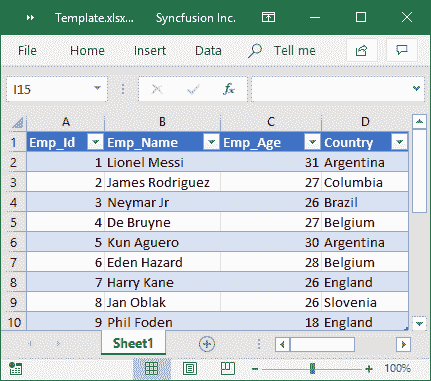 Template.xlsx... Syncfusion Inc.
File Home Insert Data Tell me
I15 fx
A B C D
1 Emp_Id Emp_Name Emp_Age Country
2 1 Lionel Messi 31 Argentina
3 2 James Rodriguez 27 Columbia
4 3 Neymar Jr 26 Brazil
5 4 De Bruyne 27 Belgium
6 5 Kun Aguero 30 Argentina
7 6 Eden Hazard 28 Belgium
8 7 Harry Kane 26 England
9 8 Jan Oblak 26 Slovenia
10 9 Phil Foden 18 England
Sheet1
100%